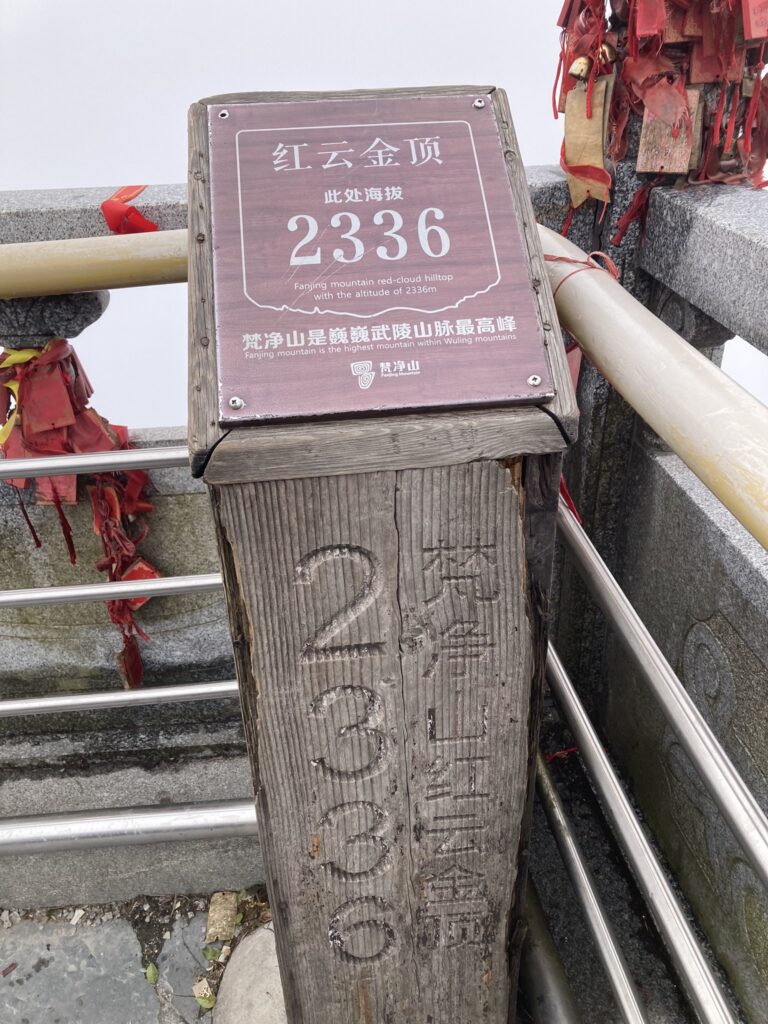 红云金顶
此处海拔
2336
Fanjing mountain red-cloud hilltop
with the altitude of 2336m
梵净山是巍巍武陵山脉最高峰
Fanjing mountain is the highest mountain within Wuling mountains
梵净山
Fanjing Mountain
2336
梵净山红云金顶